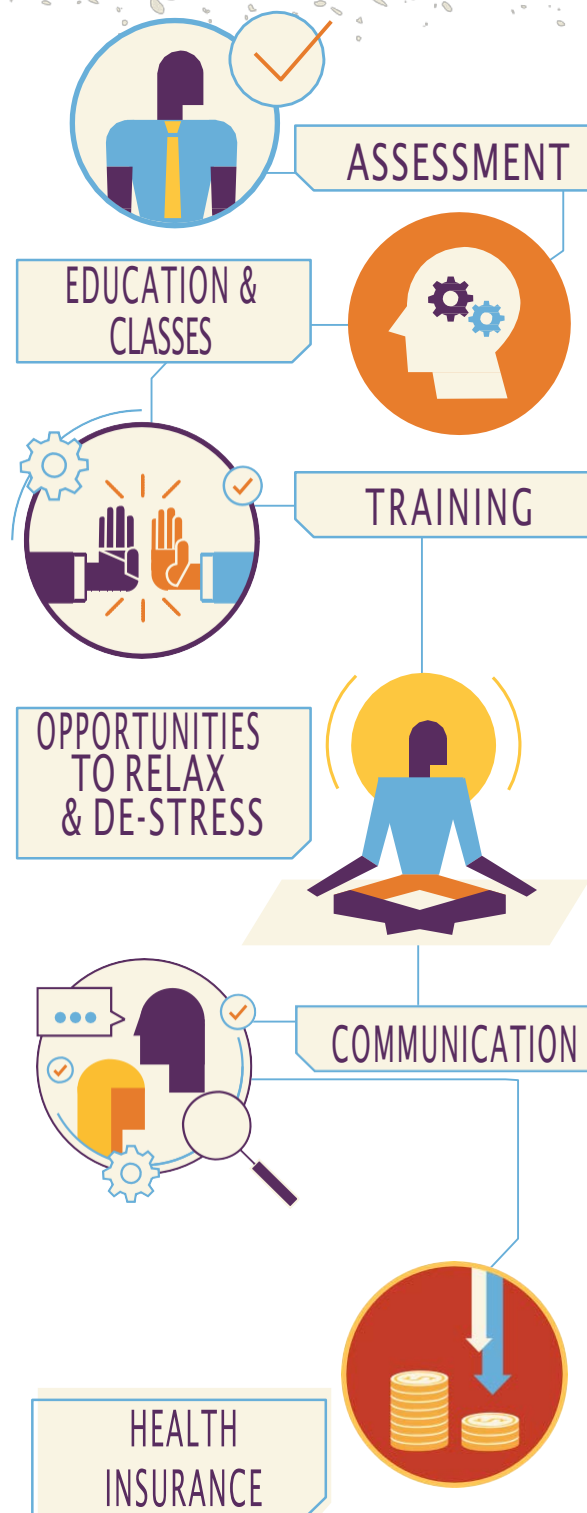 ASSESSMENT
EDUCATION &
CLASSES
TRAINING
OPPORTUNITIES
TO RELAX
& DE-STRESS
COMMUNICATION
HEALTH
INSURANCE